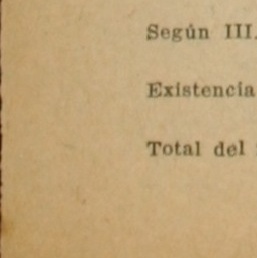 Según III.
Existencia
Total del